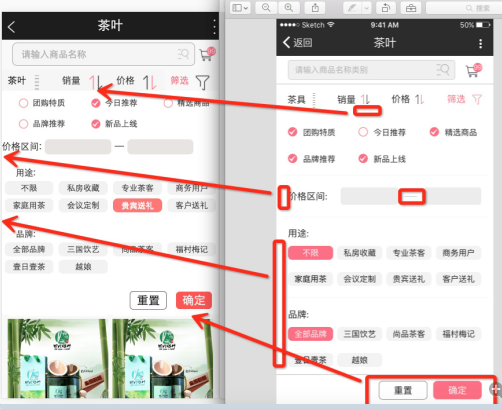 茶叶
请输入商品名称
茶叶 销量 价格 筛选
团购特质 今日推荐 精选商品
品牌推荐 新品上线
价格区间: —
用途:
不限 私房收藏 专业茶客 商务用户
家庭用茶 会议定制 贵宾送礼 客户送礼
品牌:
全部品牌 三国饮艺 尚品茶客 福村梅记
壹日壹茶 越娘
重置 确定
搜索
Sketch 9:41 AM 50%
返回 茶叶
请输入商品名称类别
茶具 销量 价格 筛选
团购特质 今日推荐 精选商品
品牌推荐 新品上线
价格区间:
用途:
不限 私房收藏 专业茶客 商务用户
家庭用茶 会议定制 贵宾送礼 客户送礼
品牌:
全部品牌 三国饮艺 尚品茶客 福村梅记
壹日壹茶 越娘
重置 确定